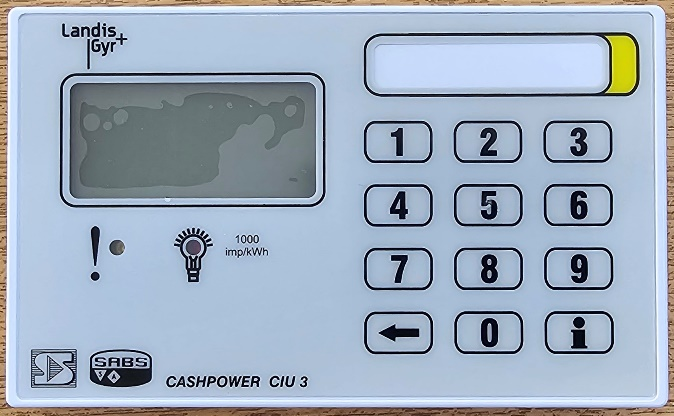 Landis
Gyr+
1 2 3
4 5 6
! 1000
imp/kWh
7 8 9
← 0 i
SABS
SA
CASHPOWER CIU 3